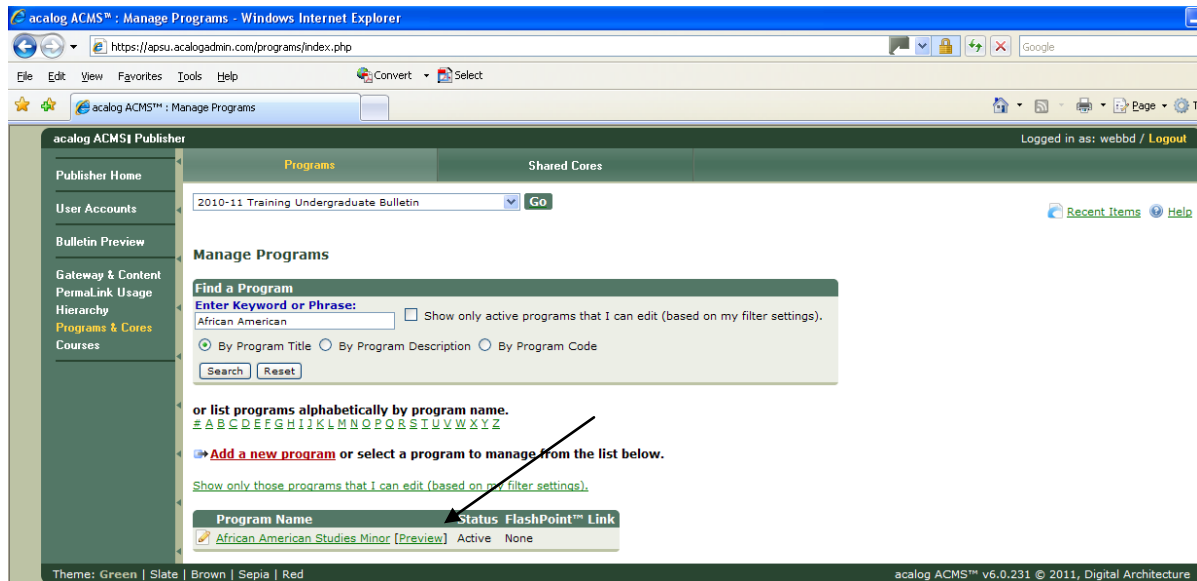 acalog ACMS™ : Manage Programs - Windows Internet Explorer
https://apsu.acalogadmin.com/programs/index.php
Google
File Edit View Favorites Tools Help Convert Select
acalog ACMS™ : Manage Programs
Page
acalog ACMS Publisher
Logged in as: webbd / Logout
Publisher Home
User Accounts
Bulletin Preview
Gateway & Content
PermaLink Usage
Hierarchy
Programs & Cores
Courses
Programs
Shared Cores
2010-11 Training Undergraduate Bulletin Go
Recent Items Help
Manage Programs
Find a Program
Enter Keyword or Phrase:
African American
Show only active programs that I can edit (based on my filter settings).
By Program Title By Program Description By Program Code
Search Reset
or list programs alphabetically by program name.
# A B C D E F G H I J K L M N O P Q R S T U V W X Y Z
Add a new program or select a program to manage from the list below.
Show only those programs that I can edit (based on my filter settings).
Program Name Status FlashPoint™ Link
African American Studies Minor [Preview] Active None
Theme: Green | Slate | Brown | Sepia | Red
acalog ACMS™ v6.0.231 © 2011, Digital Architecture